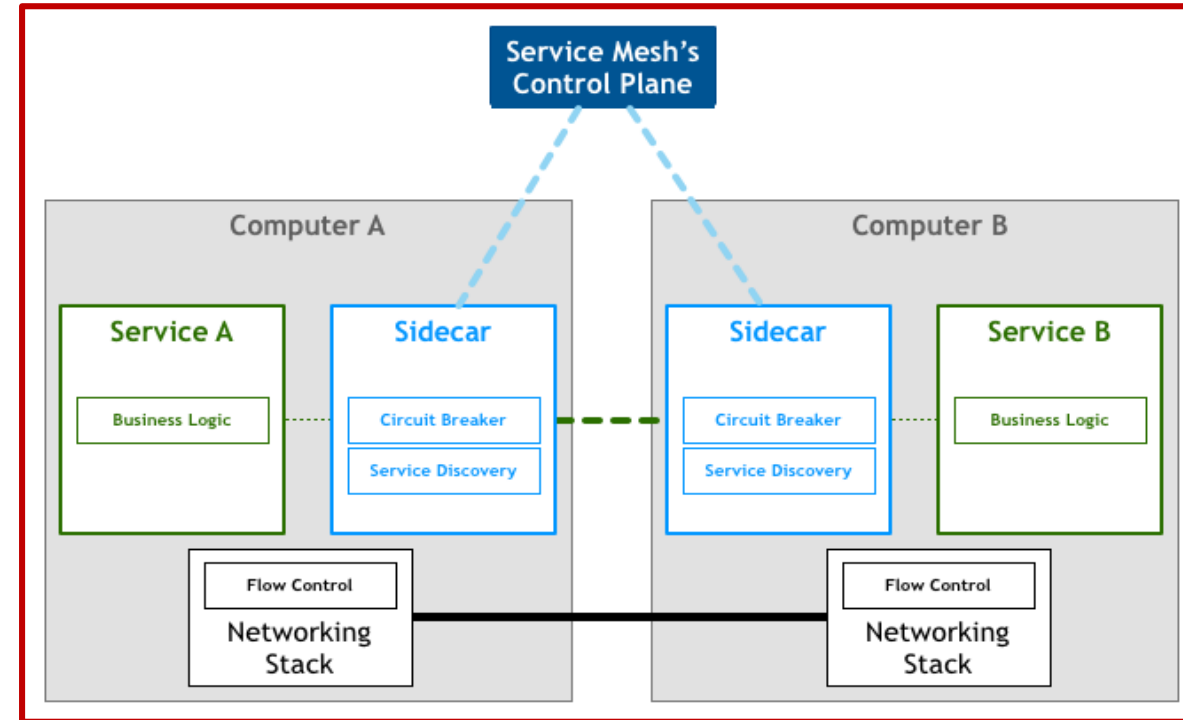 Service Mesh's
Control Plane
Computer A
Computer B
Service A
Sidecar
Sidecar
Service B
Business Logic
Circuit Breaker
Circuit Breaker
Business Logic
Service Discovery
Service Discovery
Flow Control
Flow Control
Networking
Stack
Networking
Stack